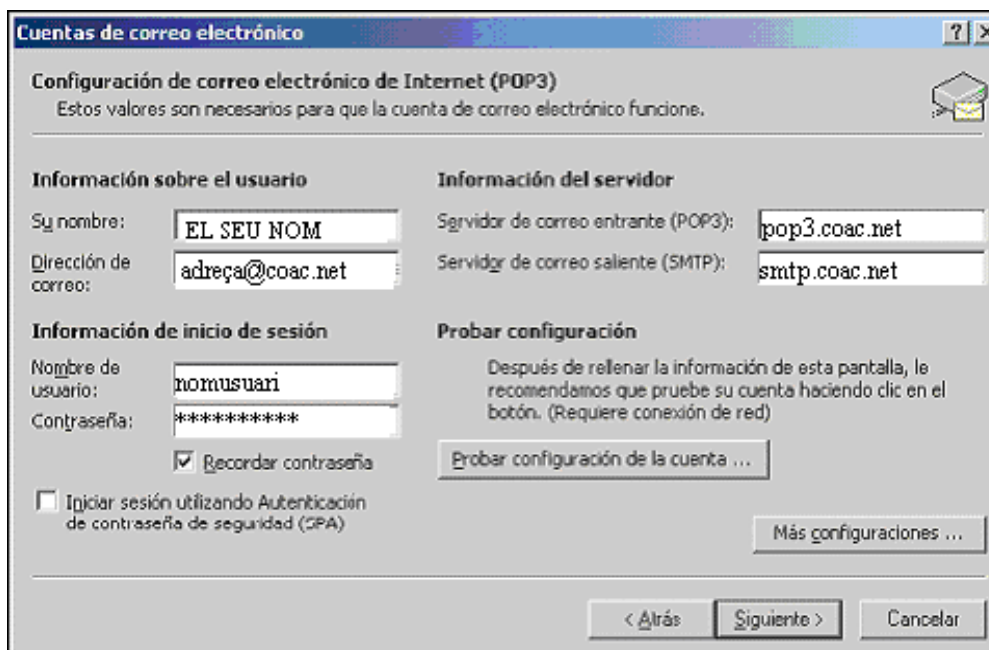 Cuentas de correo electrónico
Configuración de correo electrónico de Internet (POP3)
Estos valores son necesarios para que la cuenta de correo electrónico funcione.
Información sobre el usuario
Su nombre:
EL SEU NOM
Dirección de
correo:
adreça@coac.net
Información del servidor
Servidor de correo entrante (POP3):
pop3.coac.net
Servidor de correo saliente (SMTP):
smtp.coac.net
Información de inicio de sesión
Nombre de
usuario:
nomusuari
Contraseña:
**********
Recordar contraseña
Iniciar sesión utilizando Autenticación
de contraseña de seguridad (SPA)
Probar configuración
Después de rellenar la información de esta pantalla, le
recomendamos que pruebe su cuenta haciendo clic en el
botón. (Requiere conexión de red)
Probar configuración de la cuenta ...
Más configuraciones ...
< Atrás
Siguiente >
Cancelar